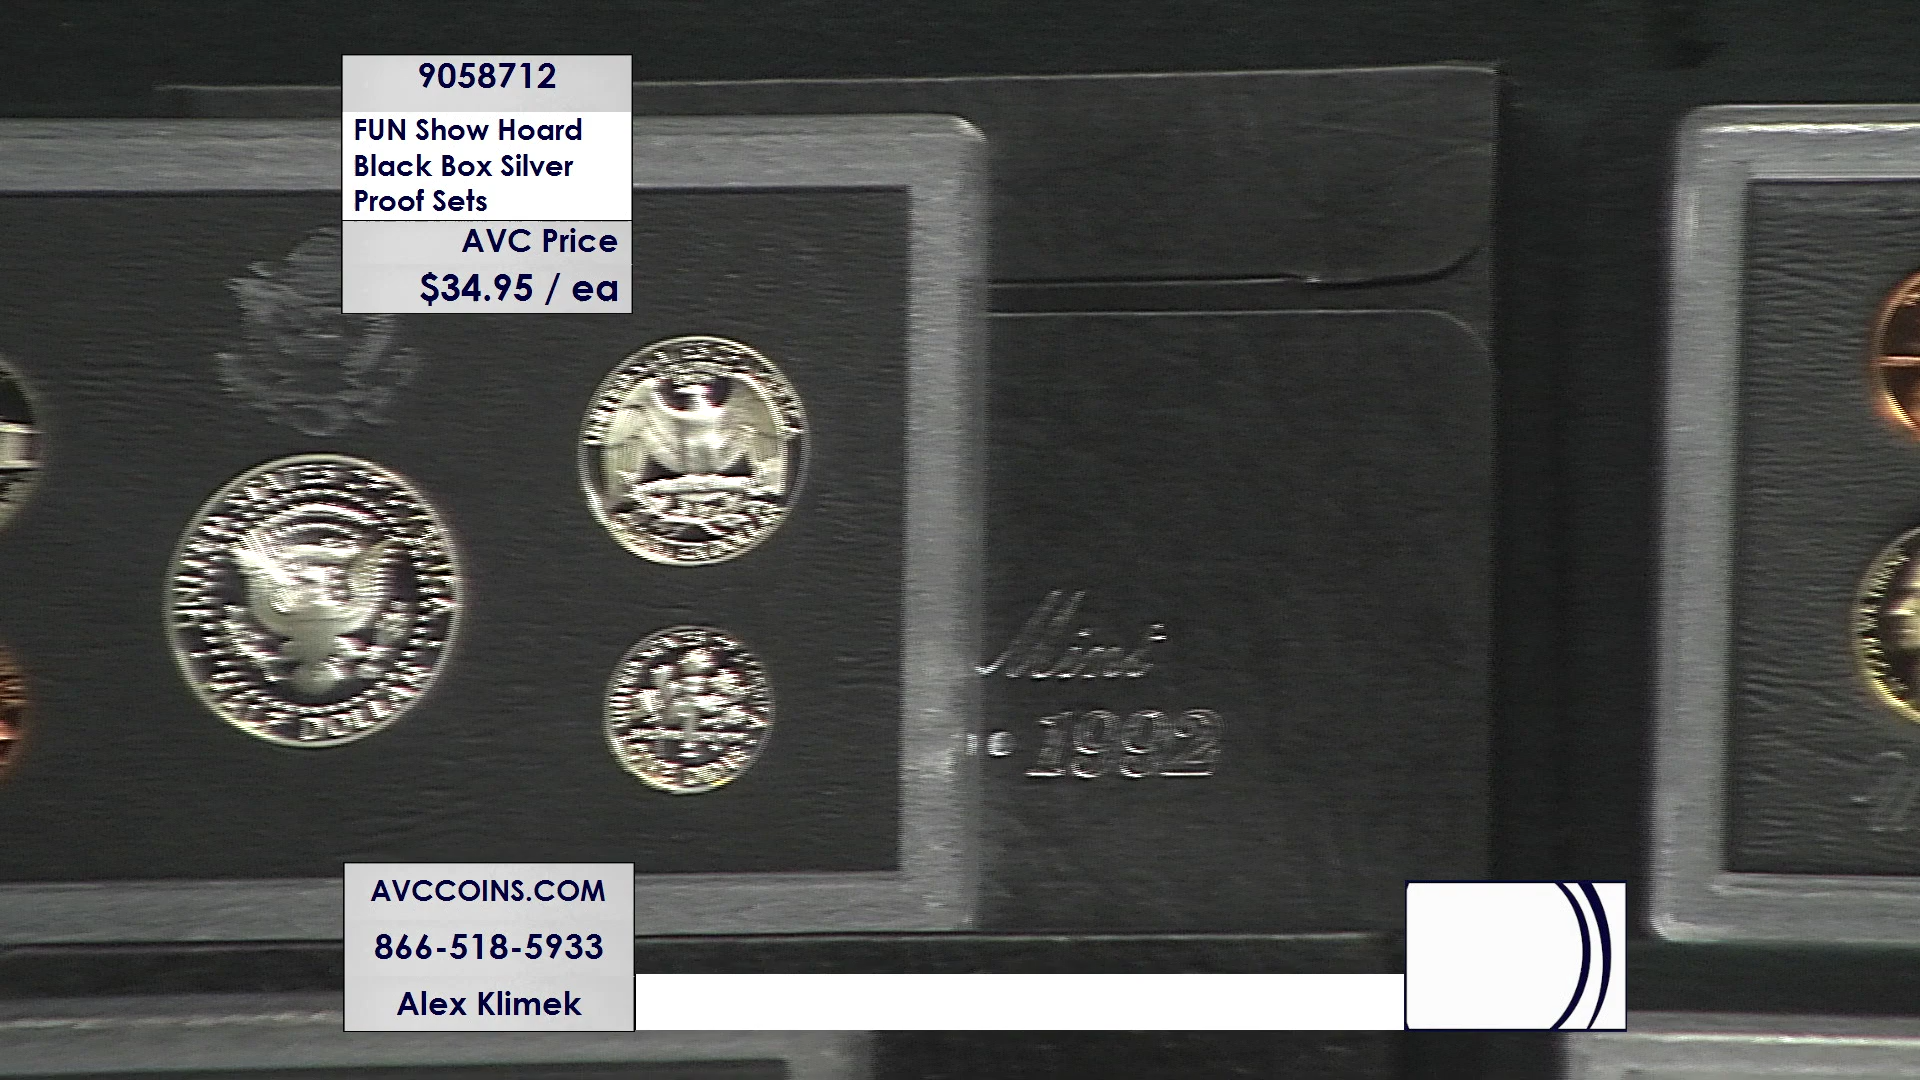 9058712
FUN Show Hoard
Black Box Silver
Proof Sets
AVC Price
$34.95 / ea
Mint
1992
AVCCOINS.COM
866-518-5933
Alex Klimek